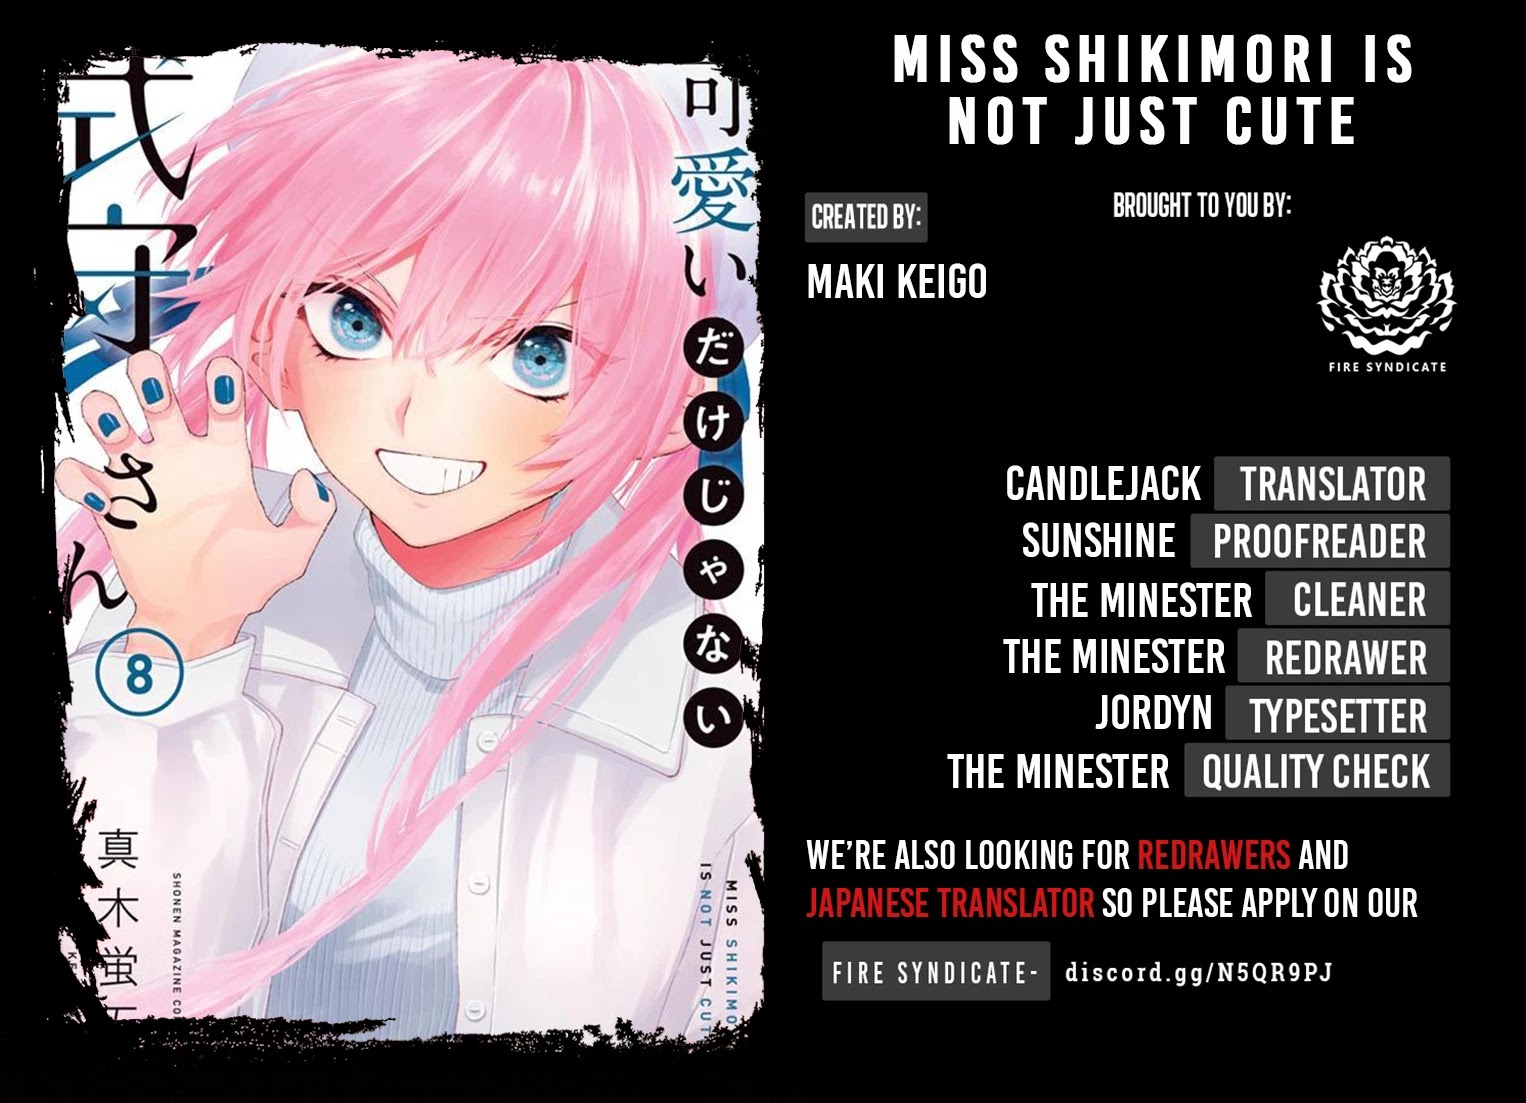 MISS SHIKIMORI IS
NOT JUST CUTE
CREATED BY:
MAKI KEIGO
BROUGHT TO YOU BY:
FIRE SYNDICATE
CANDLEJACK TRANSLATOR
SUNSHINE PROOFREADER
THE MINESTER CLEANER
THE MINESTER REDRAWER
JORDYN TYPESETTER
THE MINESTER QUALITY CHECK
WE'RE ALSO LOOKING FOR REDRAWERS AND
JAPANESE TRANSLATOR SO PLEASE APPLY ON OUR
FIRE SYNDICATE- discord.gg/N5QR9PJ
可愛いだけじゃない
式守さん
8
真木蛍
SHONEN MAGAZINE
MISS
IS NOT JUST